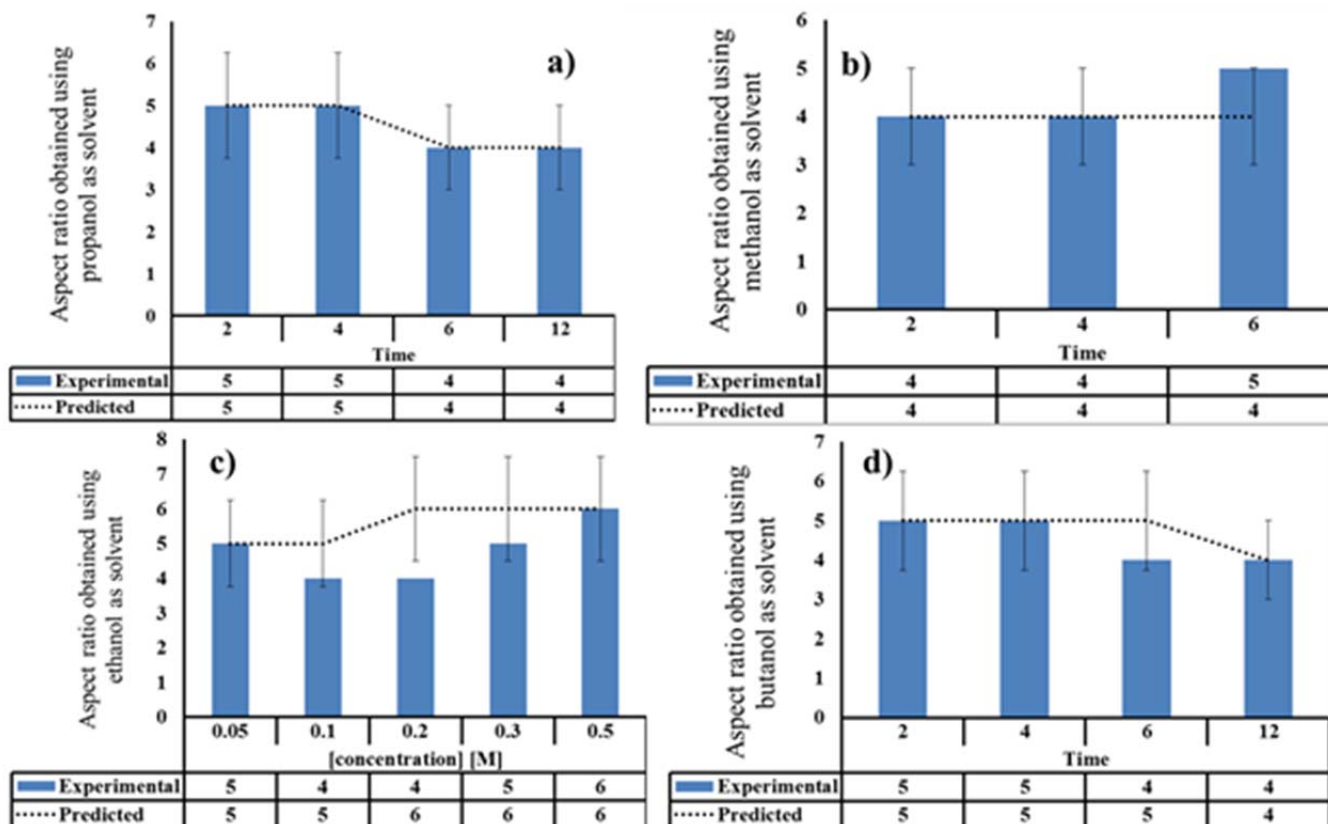 Aspect ratio obtained using
propanol as solvent
a)
7
6
5
4
3
2
1
0
2 4 6 12
Time
Experimental 5 5 4 4
Predicted 5 5 4 4
Aspect ratio obtained using
methanol as solvent
b)
6
5
4
3
2
1
0
2 4 6
Time
Experimental 4 4 5
Predicted 4 4 4
Aspect ratio obtained using
ethanol as solvent
c)
8
7
6
5
4
3
2
1
0
0.05 0.1 0.2 0.3 0.5
[concentration] [M]
Experimental 5 4 4 5 6
Predicted 5 5 6 6 6
Aspect ratio obtained using
butanol as solvent
d)
7
6
5
4
3
2
1
0
2 4 6 12
Time
Experimental 5 5 4 4
Predicted 5 5 5 4